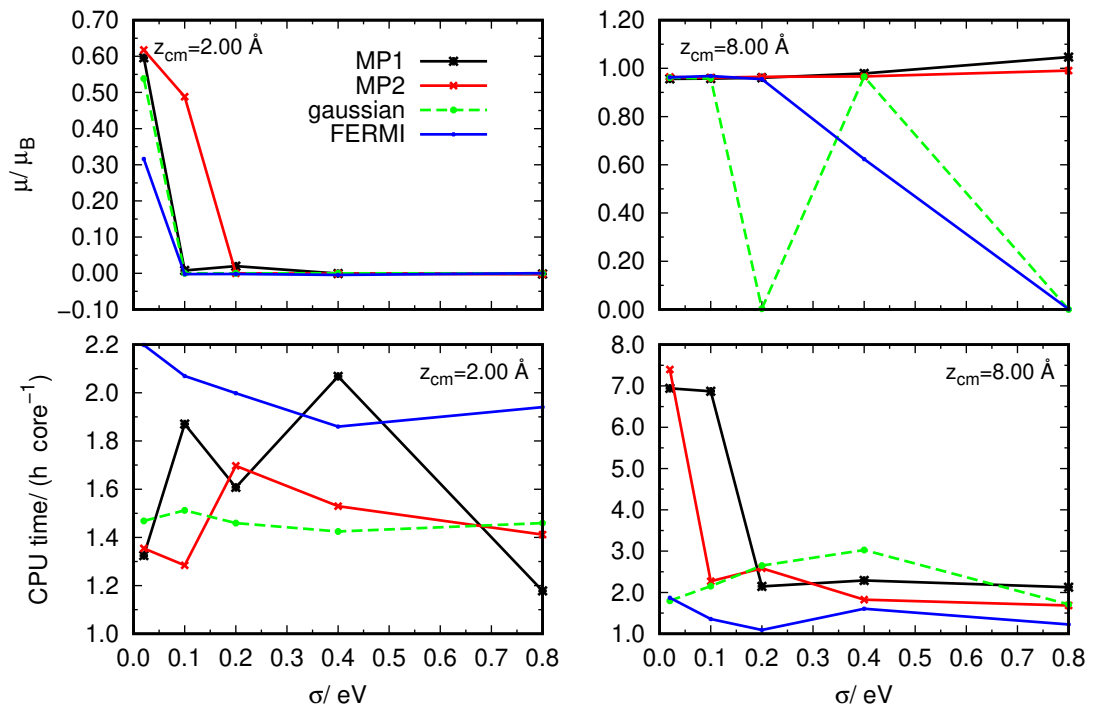 0.70
0.60
0.50
0.40
0.30
0.20
0.10
0.00
−0.10
μ/ μB
zcm=2.00 Å
MP1
MP2
gaussian
FERMI
1.20
1.00
0.80
0.60
0.40
0.20
0.00
zcm=8.00 Å
2.2
2.0
1.8
1.6
1.4
1.2
1.0
CPU time/ (h core−1)
zcm=2.00 Å
0.0 0.1 0.2 0.3 0.4 0.5 0.6 0.7 0.8
σ/ eV
8.0
7.0
6.0
5.0
4.0
3.0
2.0
1.0
zcm=8.00 Å
0.0 0.1 0.2 0.3 0.4 0.5 0.6 0.7 0.8
σ/ eV